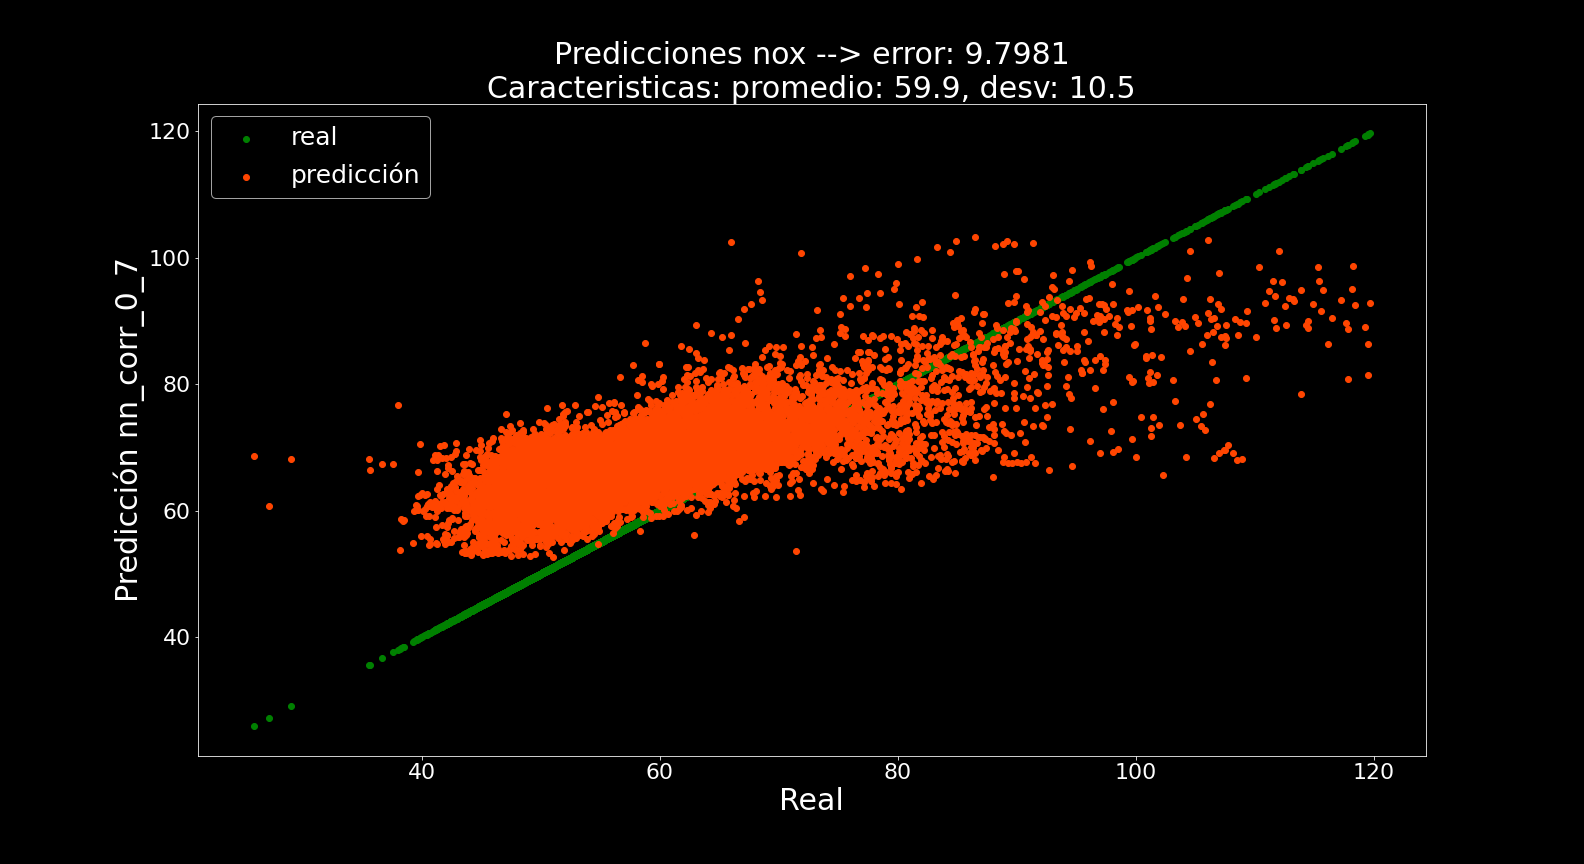 Predicciones nox --> error: 9.7981
Caracteristicas: promedio: 59.9, desv: 10.5
real
predicción
120
100
80
60
40
Predicción nn_corr_0_7
40
60
80
100
120
Real